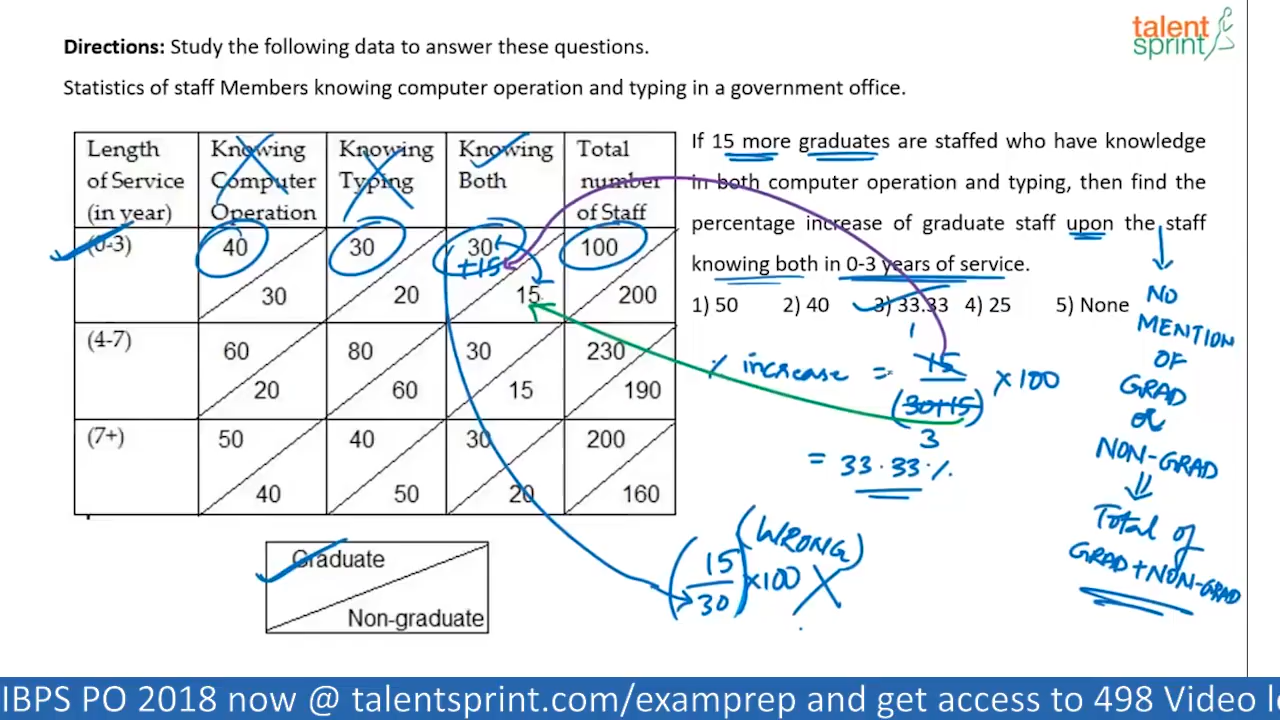 talent
sprint
Directions: Study the following data to answer these questions.
Statistics of staff Members knowing computer operation and typing in a government office.
Length of Service (in year) Knowing Computer Operation Knowing Typing Knowing Both Total number of Staff
(0-3) 40 30 30 100
+15
30 20 15 200
(4-7) 60 80 30 230
20 60 15 190
(7+) 50 40 30 200
40 50 20 160
Graduate
Non-graduate
If 15 more graduates are staffed who have knowledge
in both computer operation and typing, then find the
percentage increase of graduate staff upon the staff
knowing both in 0-3 years of service.
1) 50 2) 40 3) 33.33 4) 25 5) None
1
% increase = 15 ×100
(30+15)
3
= 33.33%
(WRONG)
(15
30) ×100 X
NO
MENTION
OF
GRAD
or
NON-GRAD
Total of
GRAD+NON-GRAD
IBPS PO 2018 now @ talentsprint.com/examprep and get access to 498 Video l